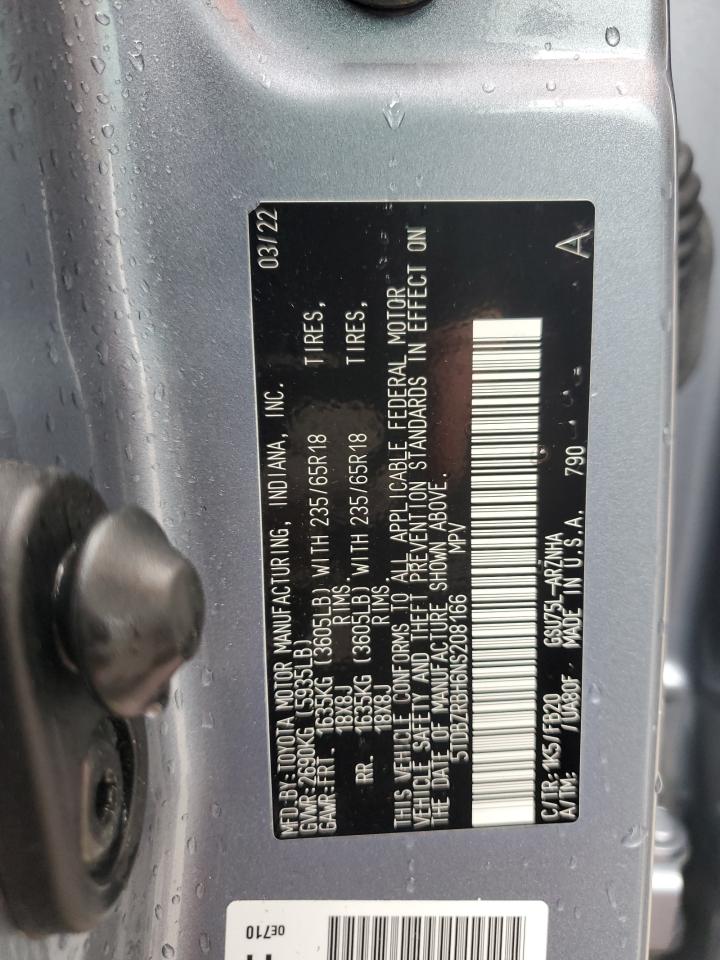 MFD.BY:TOYOTA MOTOR MANUFACTURING, INDIANA, INC. 03/22
GVWR:2690KG (5935LB)
GAWR:FRT. 1635KG (3605LB) WITH 235/65R18 TIRES,
18X8J RIMS.
RR. 1635KG (3605LB) WITH 235/65R18 TIRES,
18X8J RIMS.
THIS VEHICLE CONFORMS TO ALL APPLICABLE FEDERAL MOTOR
VEHICLE SAFETY AND THEFT PREVENTION STANDARDS IN EFFECT ON
THE DATE OF MANUFACTURE SHOWN ABOVE.
5TDBZRBH6NS208166 MPV
C/TR:1K5/FB20 GSU75L-ARZNHA
A/TM: /UA80F MADE IN U.S.A. 790 A
0E710